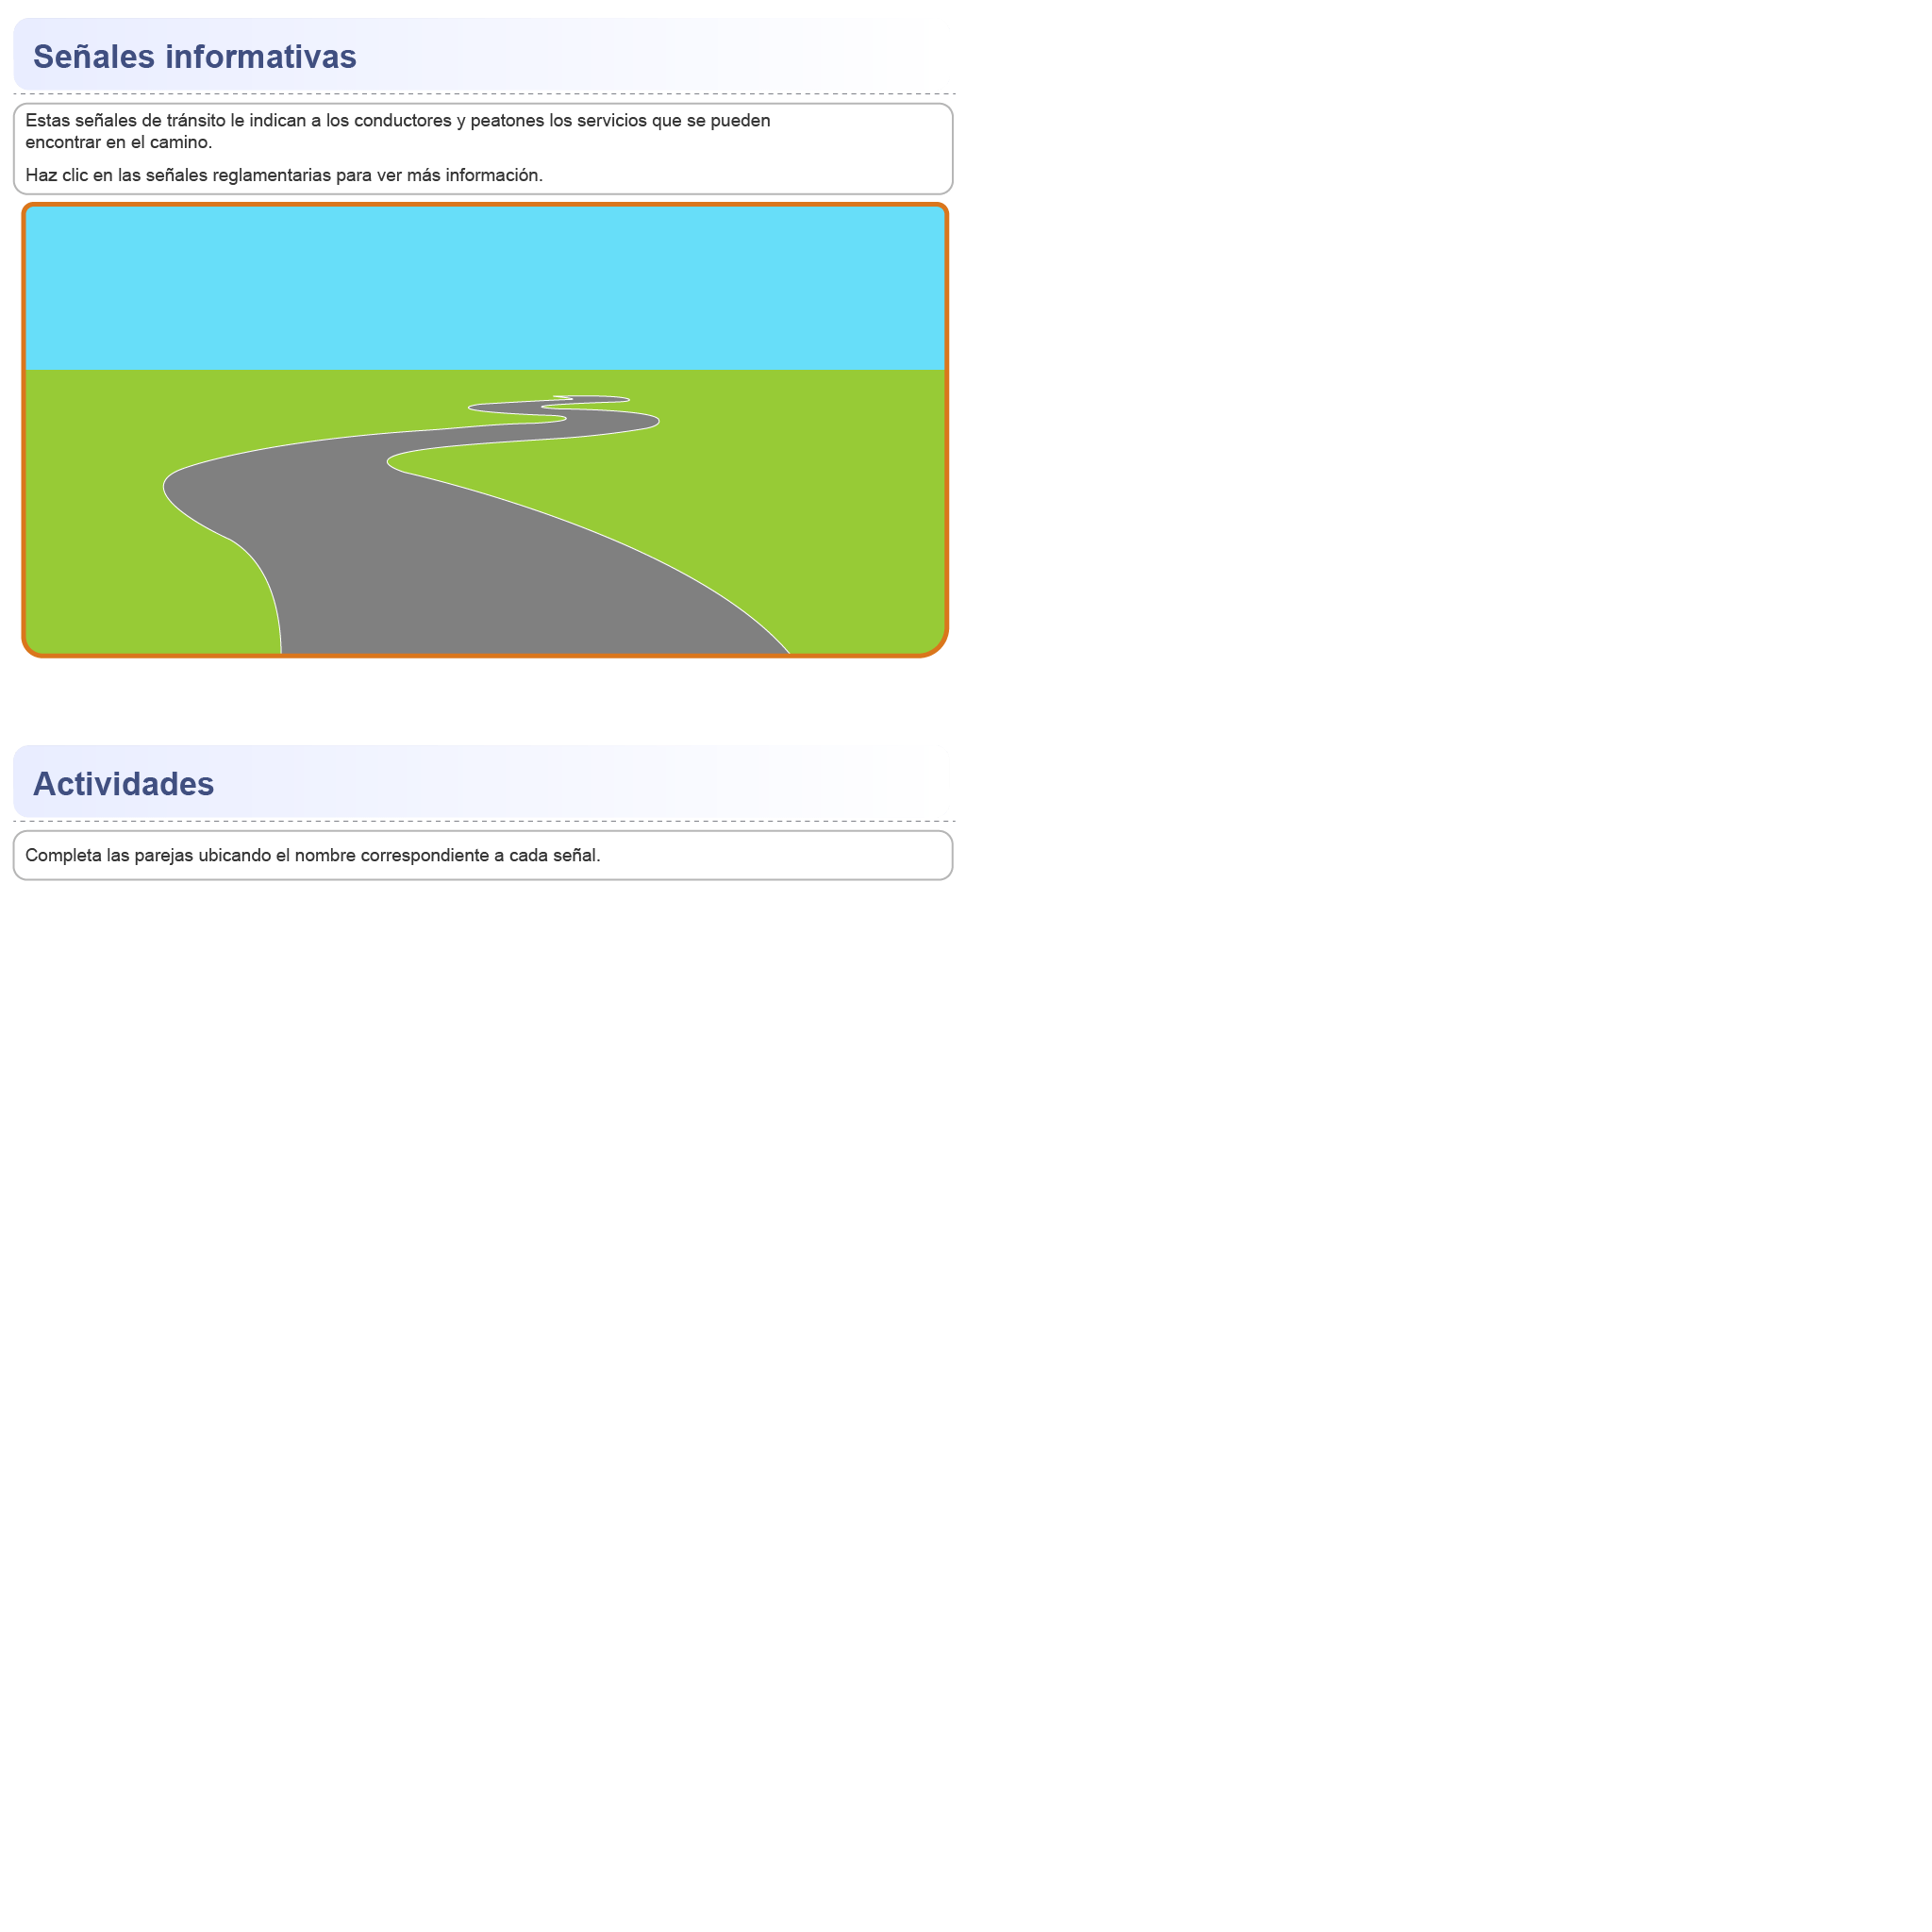 Señales informativas
Estas señales de tránsito le indican a los conductores y peatones los servicios que se pueden
encontrar en el camino.
Haz clic en las señales reglamentarias para ver más información.
Actividades
Completa las parejas ubicando el nombre correspondiente a cada señal.